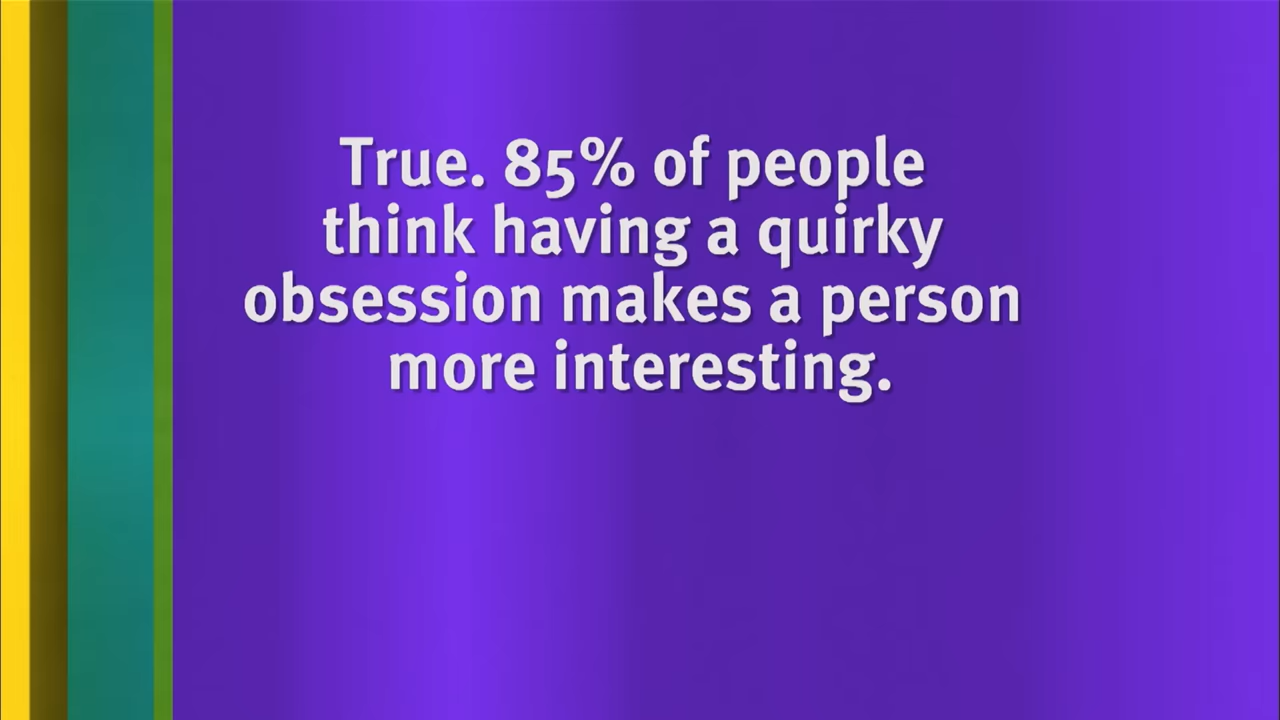 True. 85% of people
think having a quirky
obsession makes a person
more interesting.